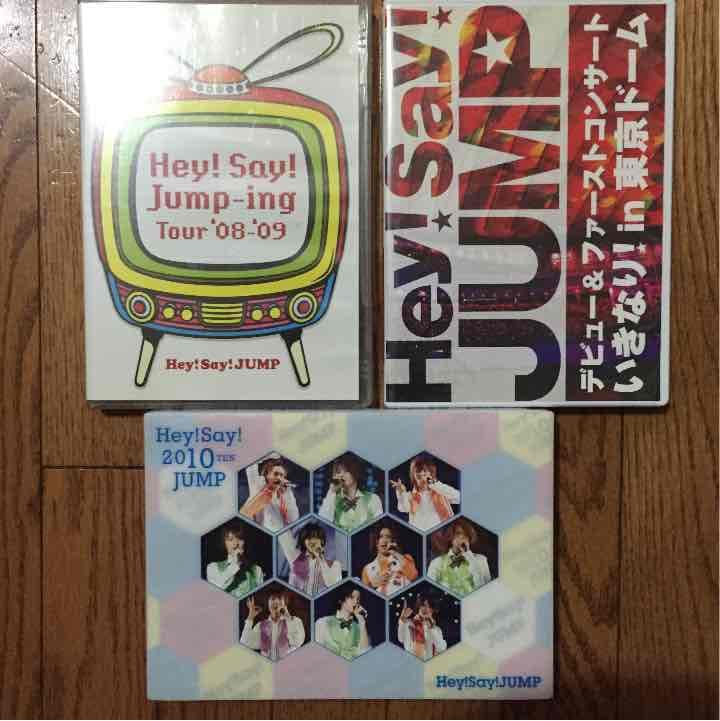 Hey! Say!
Jump-ing
Tour '08-'09
Hey! Say! JUMP
Hey! Say!
JUMP
デビュー&ファーストコンサート
いきなり! in 東京ドーム
Hey!Say!
2010 TEN
JUMP
Hey!Say!JUMP